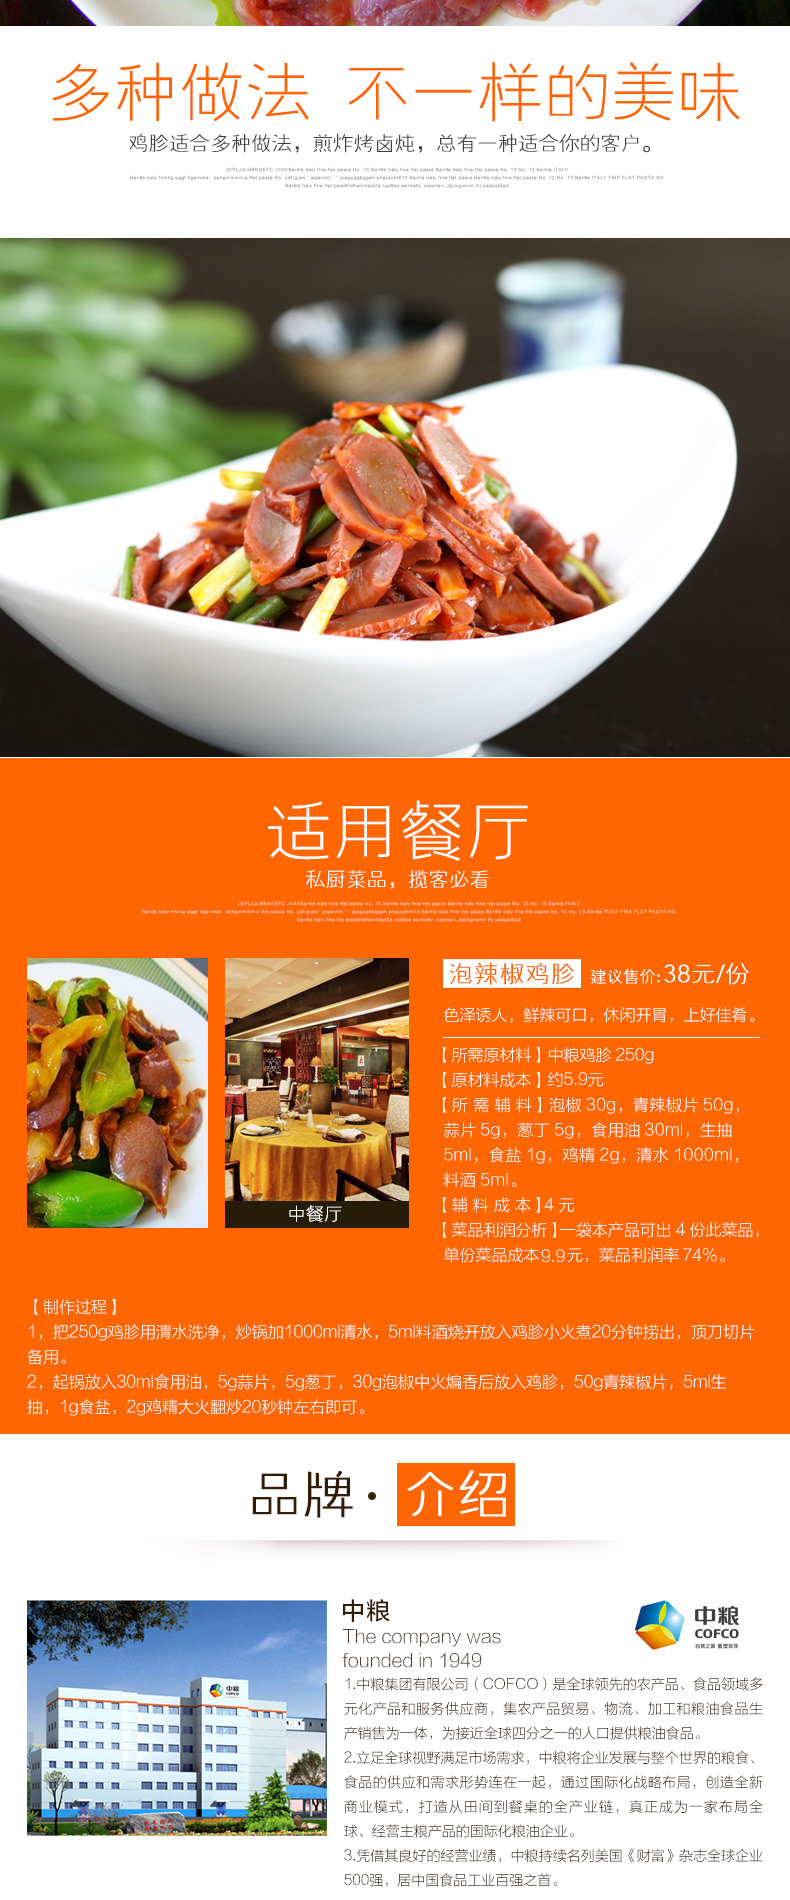 多种做法 不一样的美味
鸡胗适合多种做法，煎炸烤卤炖，总有一种适合你的客户。
适用餐厅
私厨菜品，揽客必看
泡辣椒鸡胗 建议售价:38元/份
色泽诱人，鲜辣可口，休闲开胃，上好佳肴。
【所需原材料】中粮鸡胗 250g
【原材料成本】约5.9元
【所 需 辅 料】泡椒 30g，青辣椒片 50g，
蒜片 5g，葱丁 5g，食用油 30ml，生抽
5ml，食盐 1g，鸡精 2g，清水 1000ml，
料酒 5ml。
【辅 料 成 本】4 元
【菜品利润分析】一袋本产品可出 4 份此菜品，
单份菜品成本9.9元，菜品利润率 74%。
中餐厅
【制作过程】
1，把250g鸡胗用清水洗净，炒锅加1000ml清水，5ml料酒烧开放入鸡胗小火煮20分钟捞出，顶刀切片
备用。
2，起锅放入30ml食用油，5g蒜片，5g葱丁，30g泡椒中火煸香后放入鸡胗，50g青辣椒片，5ml生
抽，1g食盐，2g鸡精大火翻炒20秒钟左右即可。
品牌·介绍
中粮
COFCO
中粮
The company was
founded in 1949
中粮
COFCO
自然之源 重塑你我
1.中粮集团有限公司（COFCO）是全球领先的农产品、食品领域多
元化产品和服务供应商，集农产品贸易、物流、加工和粮油食品生
产销售为一体，为接近全球四分之一的人口提供粮油食品。
2.立足全球视野满足市场需求，中粮将企业发展与整个世界的粮食、
食品的供应和需求形势连在一起，通过国际化战略布局，创造全新
商业模式，打造从田间到餐桌的全产业链，真正成为一家布局全
球、经营主粮产品的国际化粮油企业。
3.凭借其良好的经营业绩，中粮持续名列美国《财富》杂志全球企业
500强，居中国食品工业百强之首。